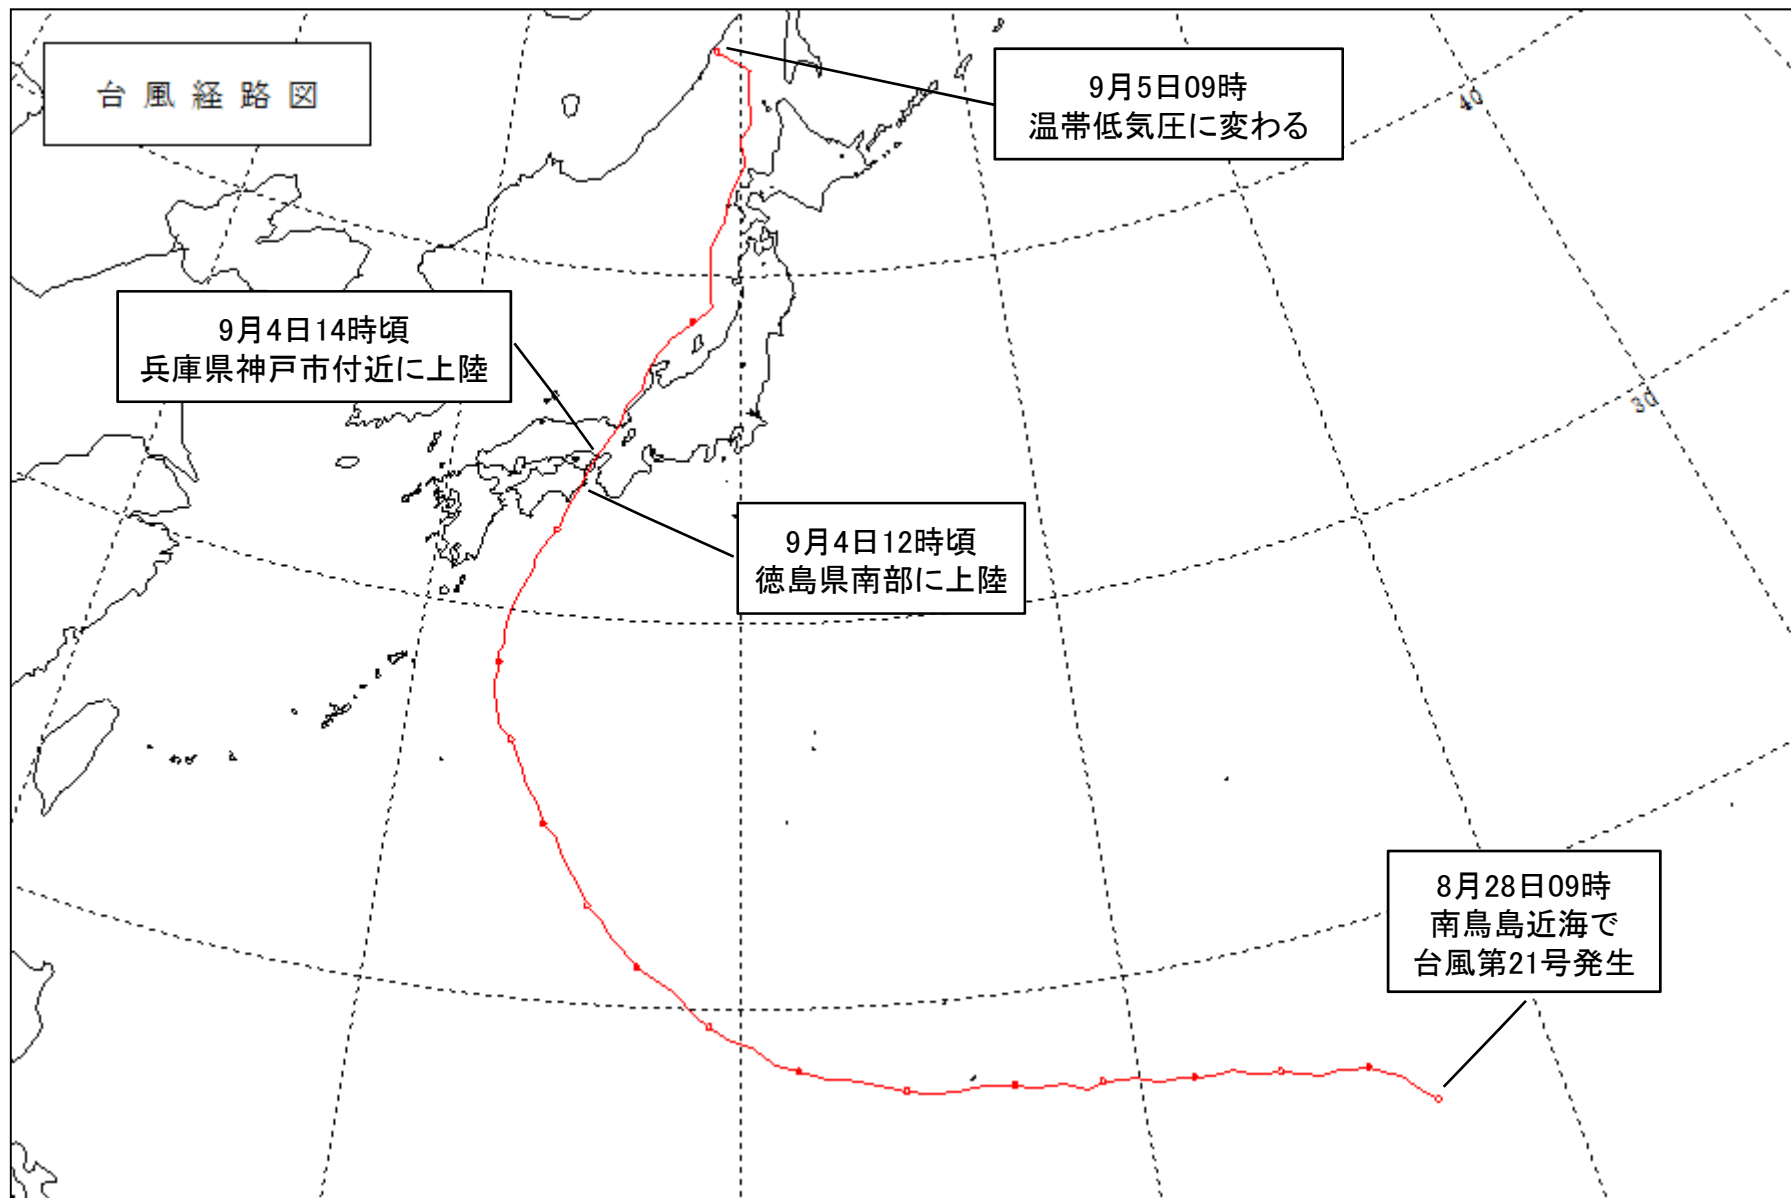 台風経路図
9月5日09時
温帯低気圧に変わる
40
9月4日14時頃
兵庫県神戸市付近に上陸
30
9月4日12時頃
徳島県南部に上陸
8月28日09時
南鳥島近海で
台風第21号発生